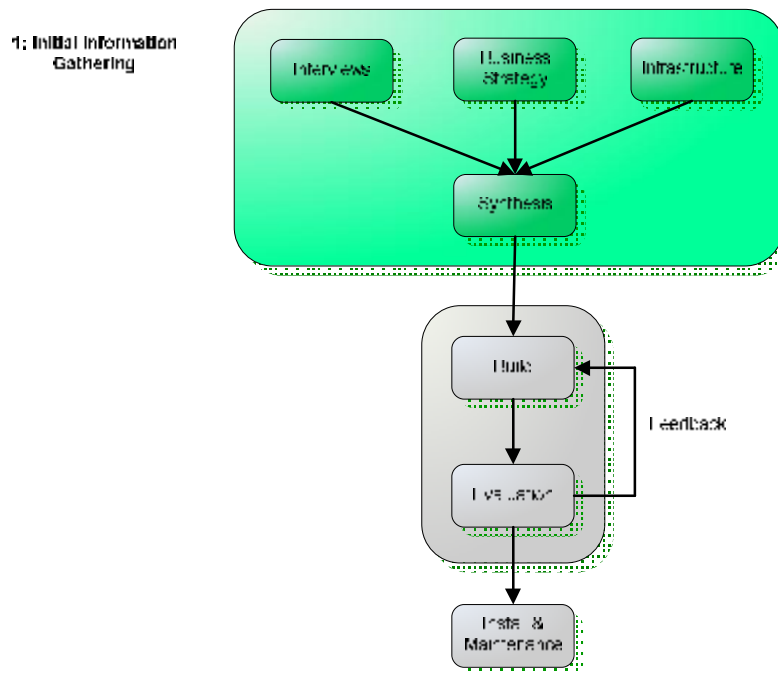 1: Initial Information
Gathering
Interviews
Business
Strategy
Infrastructure
Synthesis
Build
Feedback
Evaluation
Install &
Maintenance